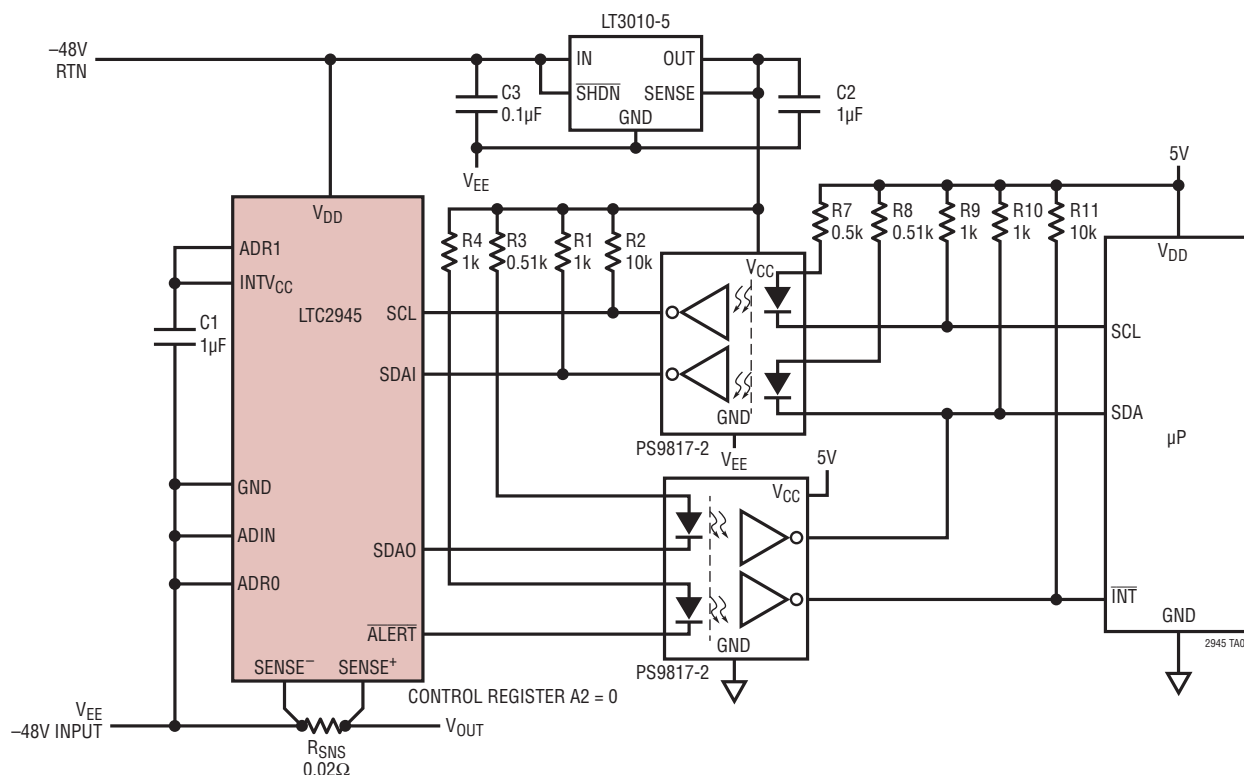 LT3010-5
–48V
RTN
IN
OUT
SHDN
SENSE
GND
C3
0.1µF
C2
1µF
VEE
5V
VDD
R4
1k
R3
0.51k
R1
1k
R2
10k
R7
0.5k
R8
0.51k
R9
1k
R10
1k
R11
10k
VCC
VDD
ADR1
INTVCC
LTC2945
SCL
C1
1µF
SDAI
SCL
SDA
µP
GND
PS9817-2
VEE
5V
VCC
GND
ADIN
SDAO
ADR0
ALERT
INT
GND
GND
2945 TA0
PS9817-2
SENSE–
SENSE+
CONTROL REGISTER A2 = 0
VEE
–48V INPUT
VOUT
RSNS
0.02Ω